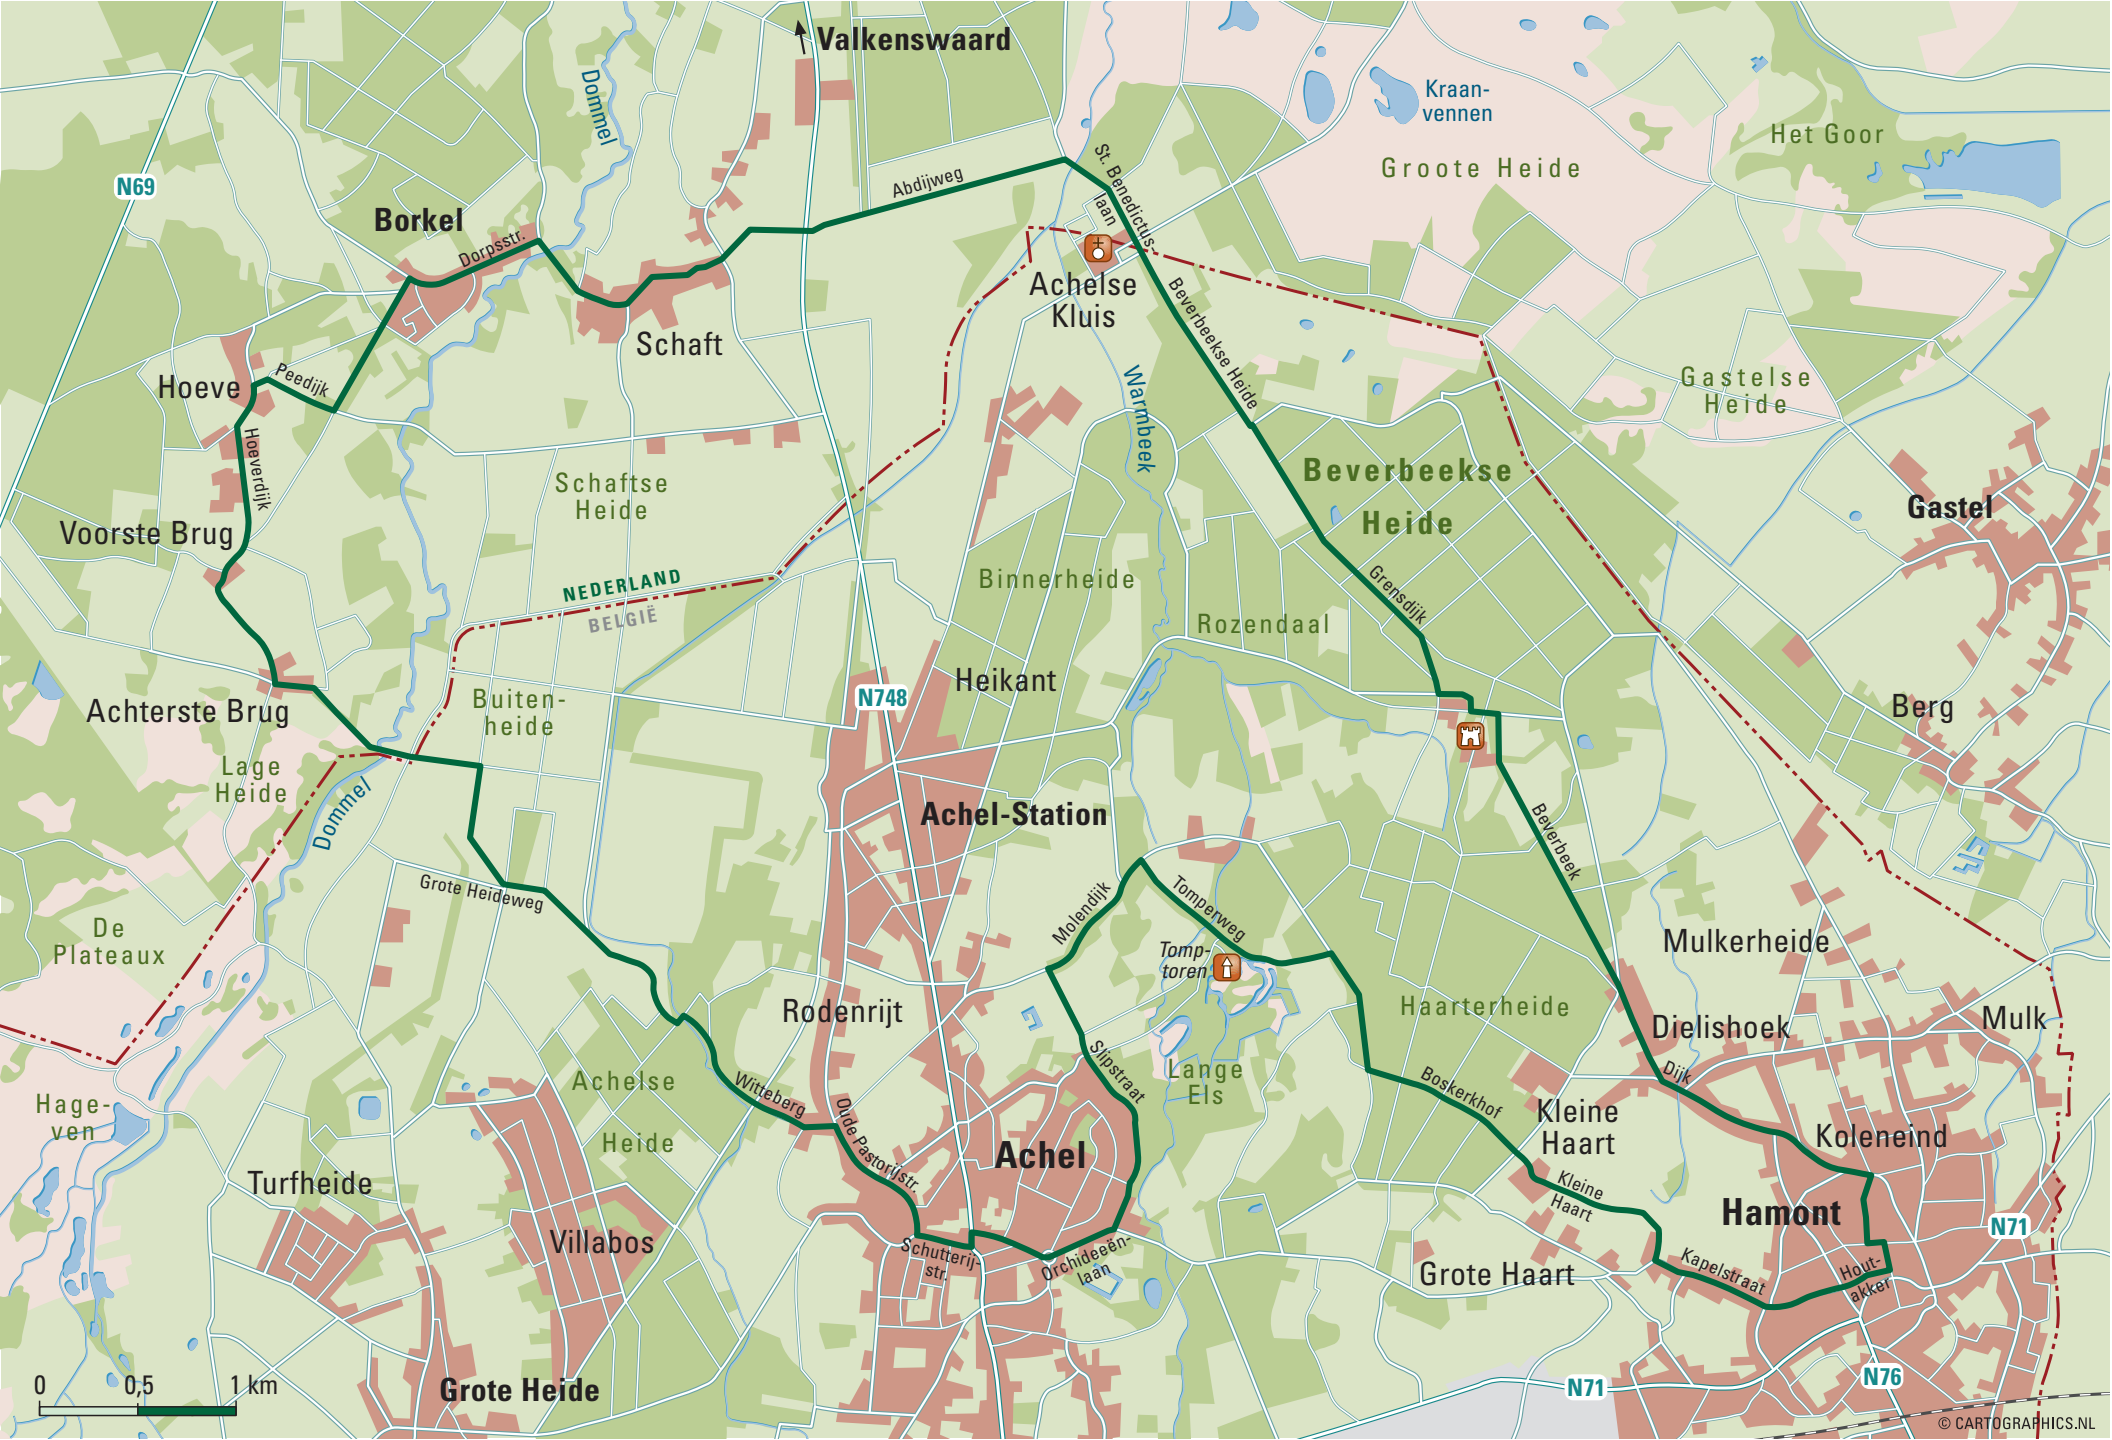 Valkenswaard
Dommel
Kraan-
vennen
Het Goor
Groote Heide
N69
Abdijweg
St. Benedictus-
laan
Borkel
Dorpsstr.
Achelse
Kluis
Schaft
Beverbeekse Heide
Hoeve
Peedijk
Warmbeek
Gastelse
Heide
Hoeverdijk
Beverbeekse
Heide
Schaftse
Heide
Gastel
Voorste Brug
NEDERLAND
BELGIË
Binnerheide
Grensdijk
Rozendaal
Heikant
N748
Buiten-
heide
Achterste Brug
Berg
Lage
Heide
Dommel
Achel-Station
Beverbeek
Grote Heideweg
Molendijk
Tomperweg
De
Plateaux
Tomp-
toren
Mulkerheide
Rodenrijt
Haarterheide
Dielishoek
Mulk
Slipstraat
Lange
Els
Achelse
Heide
Witteberg
Dijk
Boskerkhof
Hage-
ven
Kleine
Haart
Oude Pastorijstr.
Koleneind
Achel
Turfheide
Kleine
Haart
Hamont
N71
Villabos
Schutterij-
str.
Orchideeën-
laan
Grote Haart
Kapelstraat
Hout-
akker
N76
N71
0 0,5 1 km
Grote Heide
© CARTOGRAPHICS.NL